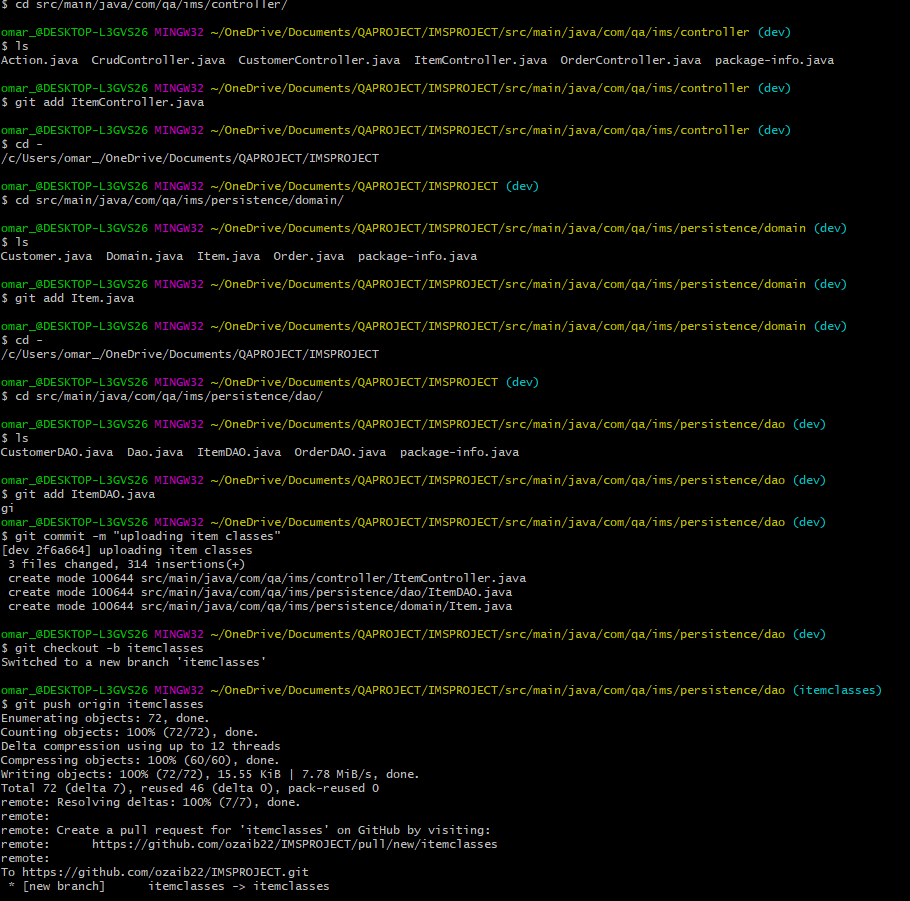 $ cd src/main/java/com/qa/ims/controller/
omar_@DESKTOP-L3GVS26 MINGW32 ~/OneDrive/Documents/QAPROJECT/IMSPROJECT/src/main/java/com/qa/ims/controller (dev)
$ ls
Action.java  CrudController.java  CustomerController.java  ItemController.java  OrderController.java  package-info.java
omar_@DESKTOP-L3GVS26 MINGW32 ~/OneDrive/Documents/QAPROJECT/IMSPROJECT/src/main/java/com/qa/ims/controller (dev)
$ git add ItemController.java
omar_@DESKTOP-L3GVS26 MINGW32 ~/OneDrive/Documents/QAPROJECT/IMSPROJECT/src/main/java/com/qa/ims/controller (dev)
$ cd -
/c/Users/omar_/OneDrive/Documents/QAPROJECT/IMSPROJECT
omar_@DESKTOP-L3GVS26 MINGW32 ~/OneDrive/Documents/QAPROJECT/IMSPROJECT (dev)
$ cd src/main/java/com/qa/ims/persistence/domain/
omar_@DESKTOP-L3GVS26 MINGW32 ~/OneDrive/Documents/QAPROJECT/IMSPROJECT/src/main/java/com/qa/ims/persistence/domain (dev)
$ ls
Customer.java  Domain.java  Item.java  Order.java  package-info.java
omar_@DESKTOP-L3GVS26 MINGW32 ~/OneDrive/Documents/QAPROJECT/IMSPROJECT/src/main/java/com/qa/ims/persistence/domain (dev)
$ git add Item.java
omar_@DESKTOP-L3GVS26 MINGW32 ~/OneDrive/Documents/QAPROJECT/IMSPROJECT/src/main/java/com/qa/ims/persistence/domain (dev)
$ cd -
/c/Users/omar_/OneDrive/Documents/QAPROJECT/IMSPROJECT
omar_@DESKTOP-L3GVS26 MINGW32 ~/OneDrive/Documents/QAPROJECT/IMSPROJECT (dev)
$ cd src/main/java/com/qa/ims/persistence/dao/
omar_@DESKTOP-L3GVS26 MINGW32 ~/OneDrive/Documents/QAPROJECT/IMSPROJECT/src/main/java/com/qa/ims/persistence/dao (dev)
$ ls
CustomerDAO.java  Dao.java  ItemDAO.java  OrderDAO.java  package-info.java
omar_@DESKTOP-L3GVS26 MINGW32 ~/OneDrive/Documents/QAPROJECT/IMSPROJECT/src/main/java/com/qa/ims/persistence/dao (dev)
$ git add ItemDAO.java
gi
omar_@DESKTOP-L3GVS26 MINGW32 ~/OneDrive/Documents/QAPROJECT/IMSPROJECT/src/main/java/com/qa/ims/persistence/dao (dev)
$ git commit -m "uploading item classes"
[dev 2f6a664] uploading item classes
 3 files changed, 314 insertions(+)
 create mode 100644 src/main/java/com/qa/ims/controller/ItemController.java
 create mode 100644 src/main/java/com/qa/ims/persistence/dao/ItemDAO.java
 create mode 100644 src/main/java/com/qa/ims/persistence/domain/Item.java
omar_@DESKTOP-L3GVS26 MINGW32 ~/OneDrive/Documents/QAPROJECT/IMSPROJECT/src/main/java/com/qa/ims/persistence/dao (dev)
$ git checkout -b itemclasses
Switched to a new branch 'itemclasses'
omar_@DESKTOP-L3GVS26 MINGW32 ~/OneDrive/Documents/QAPROJECT/IMSPROJECT/src/main/java/com/qa/ims/persistence/dao (itemclasses)
$ git push origin itemclasses
Enumerating objects: 72, done.
Counting objects: 100% (72/72), done.
Delta compression using up to 12 threads
Compressing objects: 100% (60/60), done.
Writing objects: 100% (72/72), 15.55 KiB | 7.78 MiB/s, done.
Total 72 (delta 7), reused 46 (delta 0), pack-reused 0
remote: Resolving deltas: 100% (7/7), done.
remote:
remote: Create a pull request for 'itemclasses' on GitHub by visiting:
remote:      https://github.com/ozaib22/IMSPROJECT/pull/new/itemclasses
remote:
To https://github.com/ozaib22/IMSPROJECT.git
 * [new branch]      itemclasses -> itemclasses